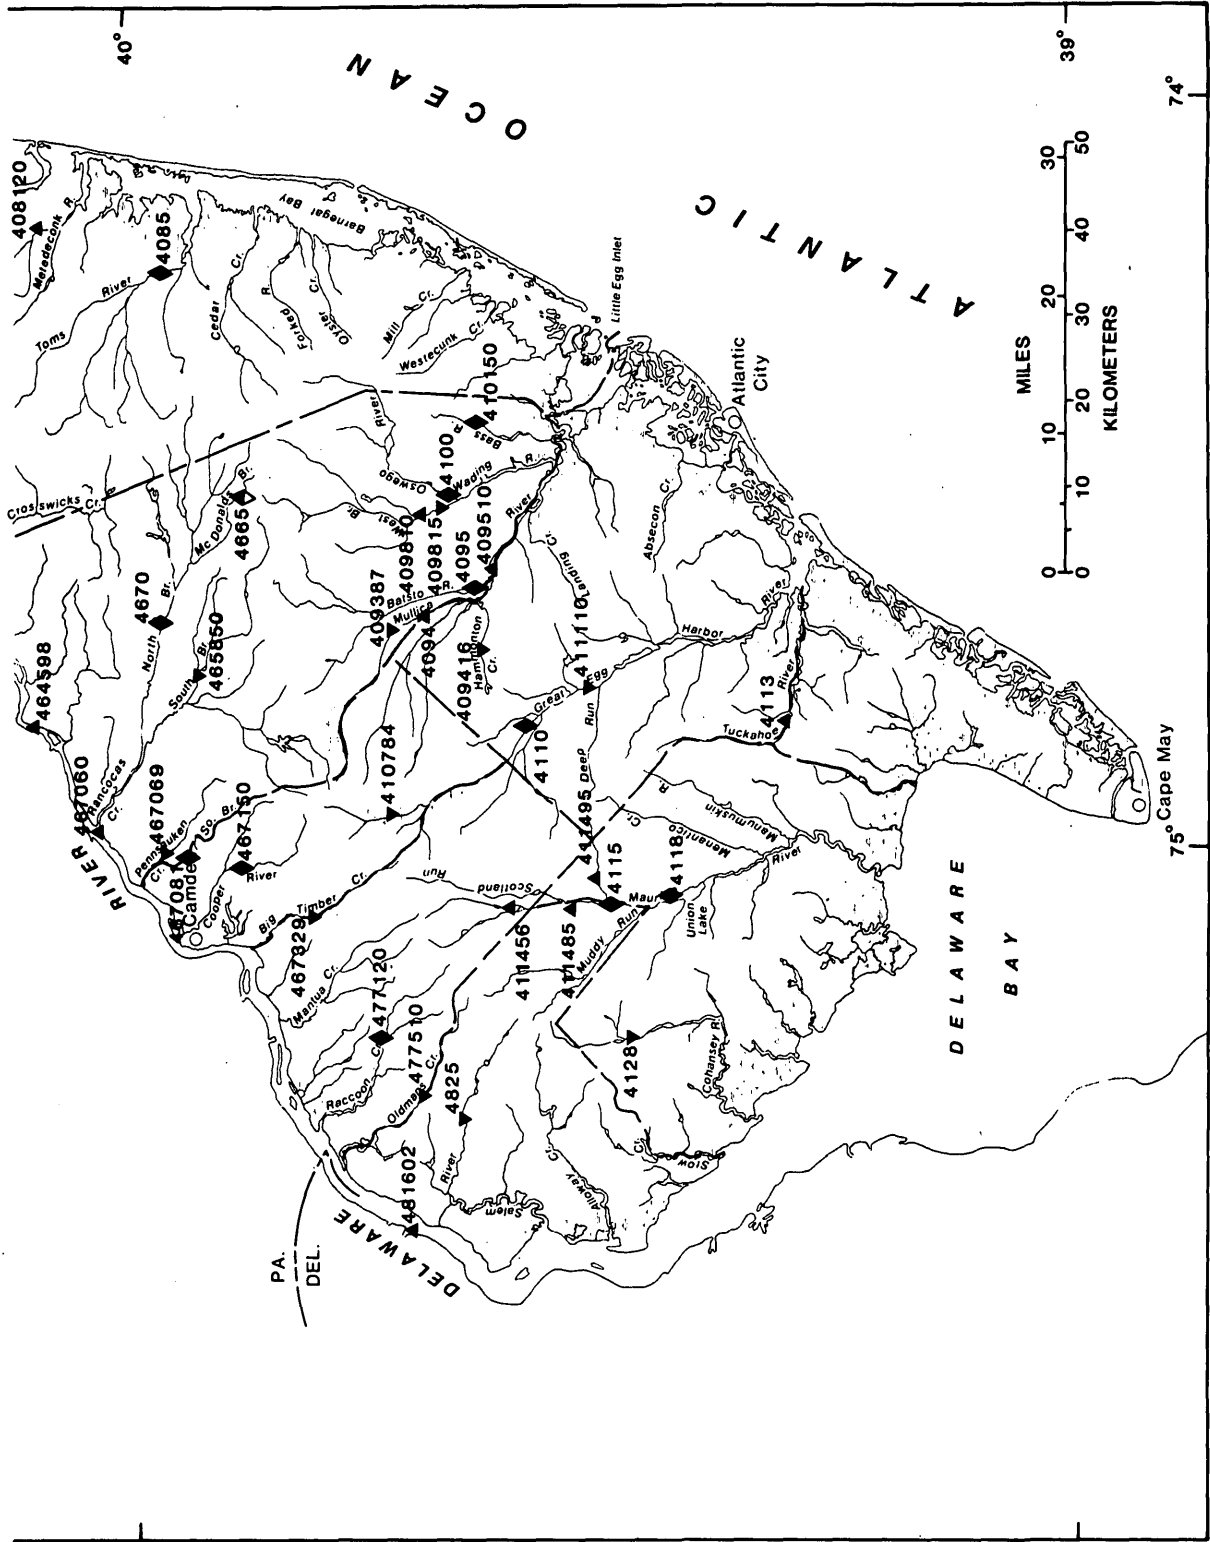 40°
39°
74°
75°
OCEAN
ATLANTIC
408120
Metedeconk R.
4085
Toms River
Barnegat Bay
Cedar Cr.
Forked R.
Oyster Cr.
Mill Cr.
Westecunk Cr.
Little Egg Inlet
Atlantic
City
MILES
KILOMETERS
0 10 20 30
0 10 20 30 40 50
Crosswicks Cr.
410150
Bass R.
4100
Oswego River
Wading R.
West Br.
409810
409815
4095
409510
River
4665
McDonalds Br.
4670
North Br.
465850
South Br.
464598
409387
Batsto R.
Mullica
4094
409416
Hammonton
Cr.
Landing Cr.
Absecon Cr.
411110
Great Egg Harbor River
4110
410784
Deep Run
4113
Tuckahoe River
467060
Rancocas
Cr.
RIVER
467069
Pennsauken
Cr.
So. Br.
467150
467081
Camden
Cooper River
467329
Big Timber Cr.
Scotland Run
411495
4115
4118
Menantico Cr.
Manumuskin R.
Maurice River
Union
Lake
Muddy Run
411456
411485
Mantua Cr.
477120
Raccoon Cr.
477510
Oldmans Cr.
4825
4128
Cohansey R.
481602
Salem River
Alloway Cr.
Stow Cr.
PA.
DEL.
DELAWARE
DELAWARE
BAY
Cape May